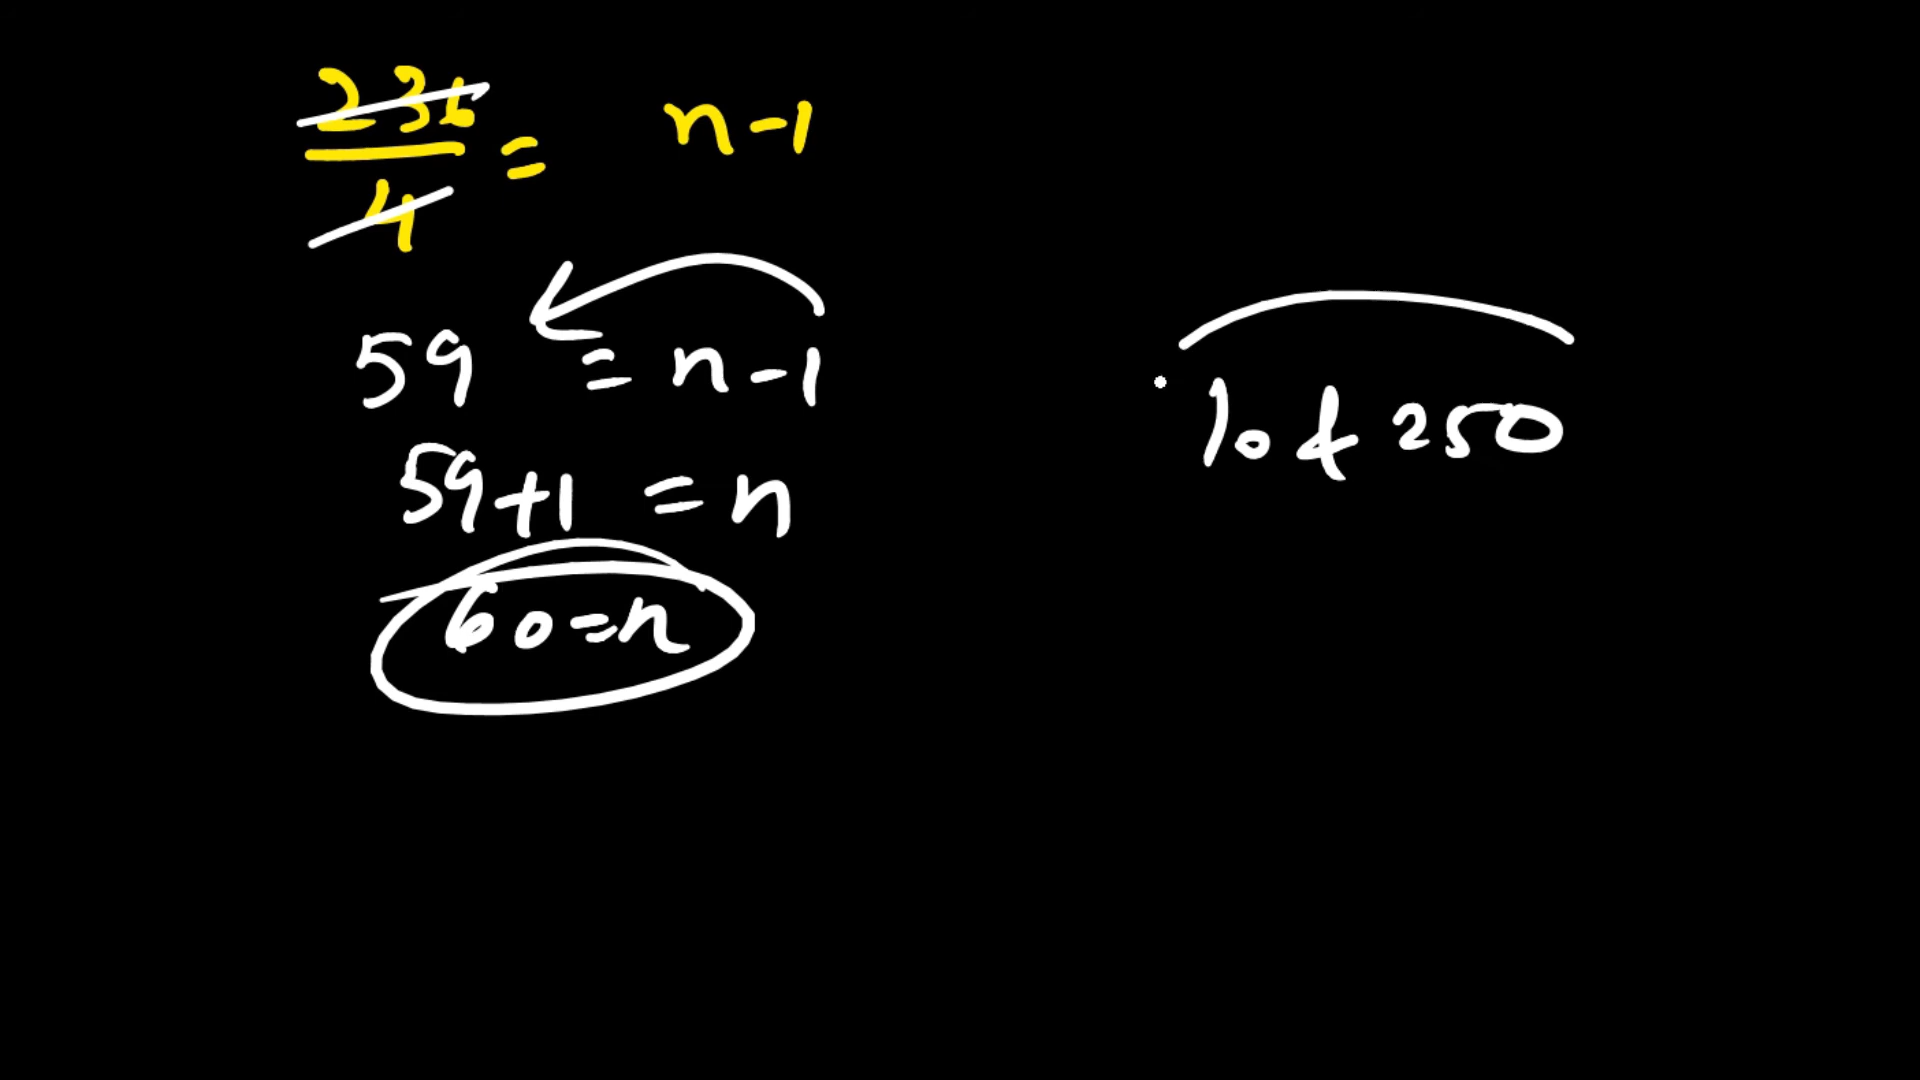 236/4 = n-1
59 = n-1
59+1 = n
60=n
10 & 250